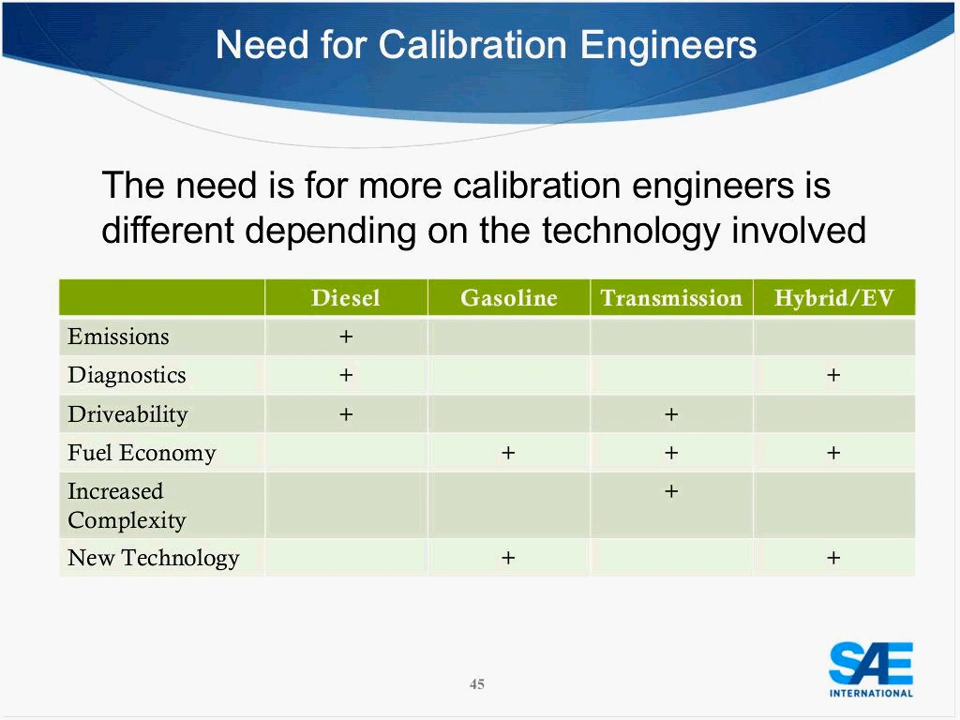 Need for Calibration Engineers
The need is for more calibration engineers is
different depending on the technology involved
Diesel Gasoline Transmission Hybrid/EV
Emissions +
Diagnostics + +
Driveability + +
Fuel Economy + + +
Increased
Complexity +
New Technology + +
45
SAE
INTERNATIONAL